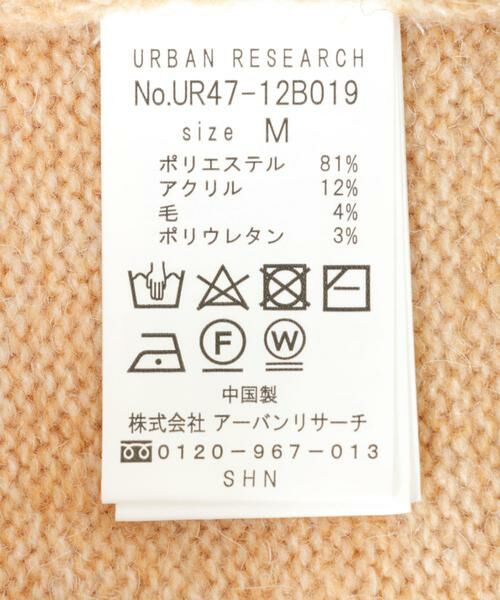 URBAN RESEARCH
No.UR47-12B019
size M
ポリエステル 81%
アクリル 12%
毛 4%
ポリウレタン 3%
F W
中国製
株式会社 アーバンリサーチ
0120-967-013
SHN